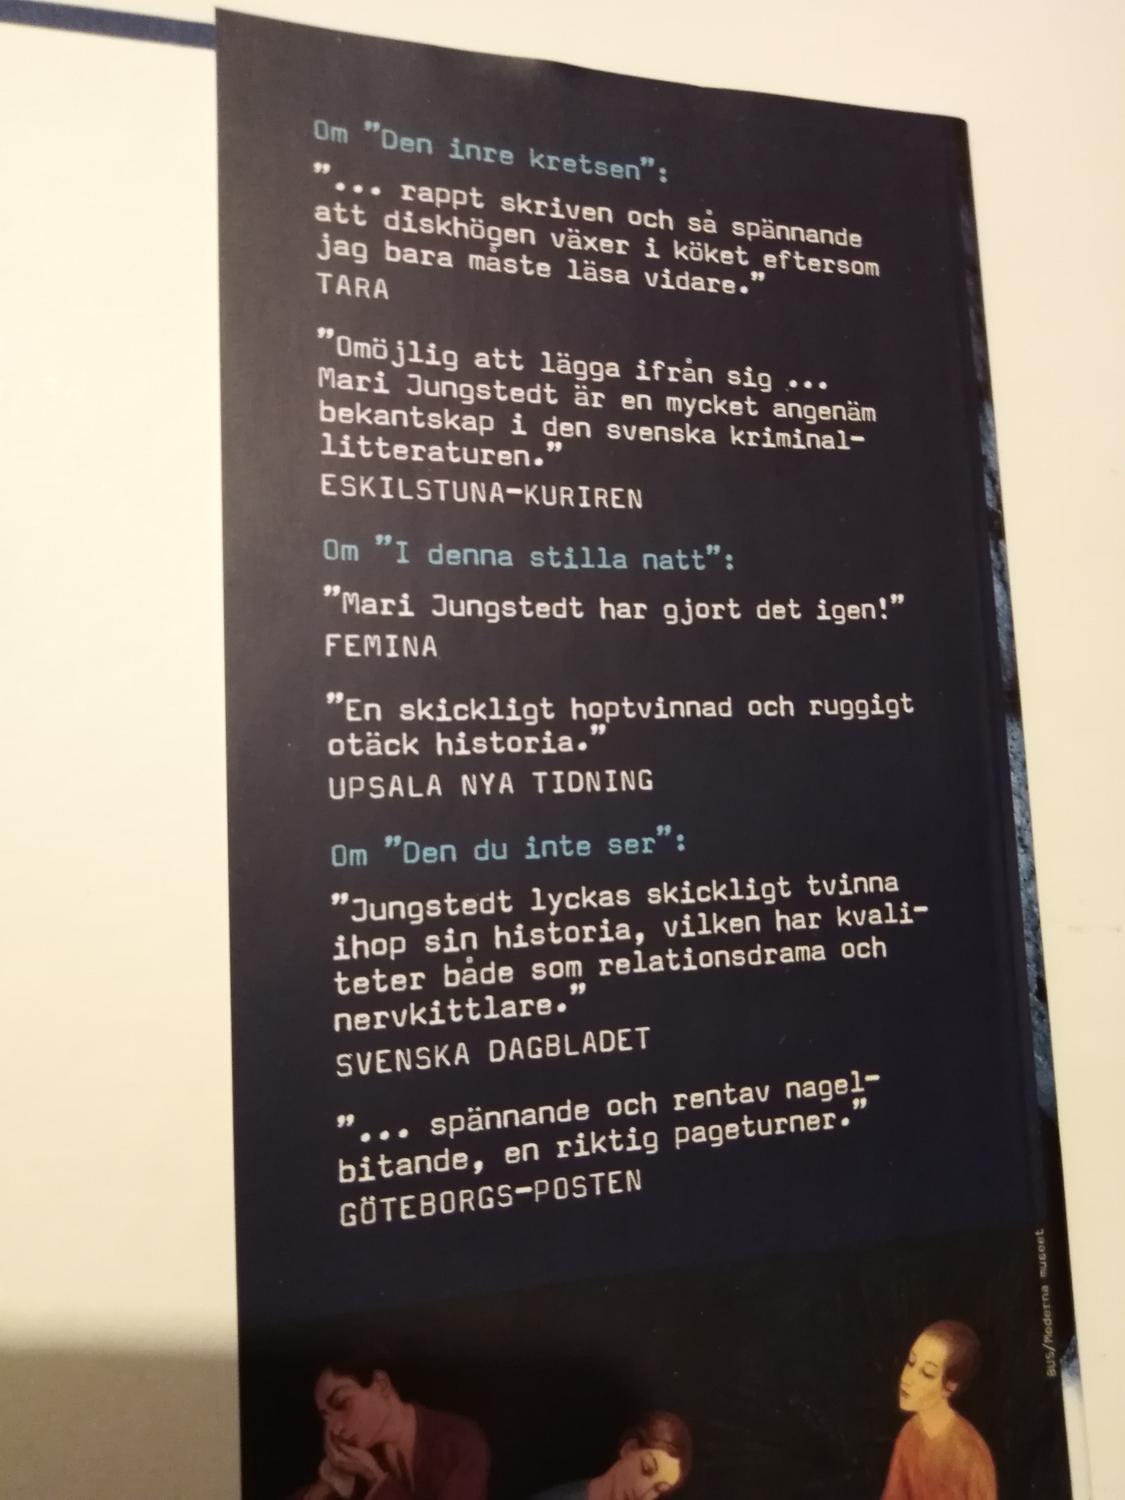 Om ”Den inre kretsen”:
”... rappt skriven och så spännande
att diskhögen växer i köket eftersom
jag bara måste läsa vidare.”
TARA
”Omöjlig att lägga ifrån sig ...
Mari Jungstedt är en mycket angenäm
bekantskap i den svenska kriminal-
litteraturen.”
ESKILSTUNA-KURIREN
Om ”I denna stilla natt”:
”Mari Jungstedt har gjort det igen!”
FEMINA
”En skickligt hoptvinnad och ruggigt
otäck historia.”
UPSALA NYA TIDNING
Om ”Den du inte ser”:
”Jungstedt lyckas skickligt tvinna
ihop sin historia, vilken har kvali-
teter både som relationsdrama och
nervkittlare.”
SVENSKA DAGBLADET
”... spännande och rentav nagel-
bitande, en riktig pageturner.”
GÖTEBORGS-POSTEN
BUS/Moderna museet